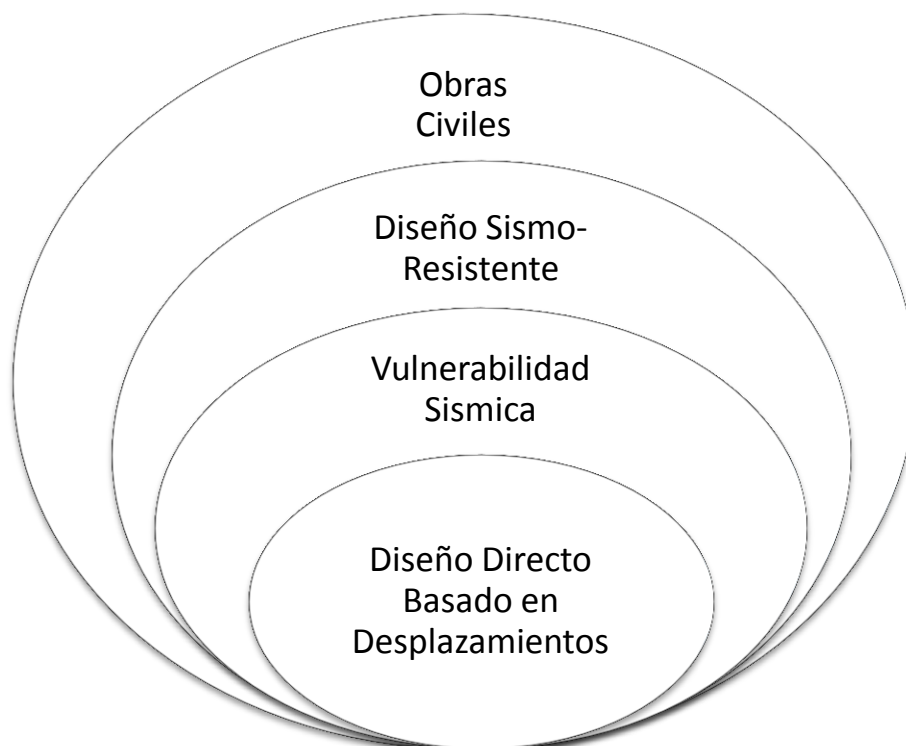 Obras
Civiles
Diseño Sismo-
Resistente
Vulnerabilidad
Sismica
Diseño Directo
Basado en
Desplazamientos